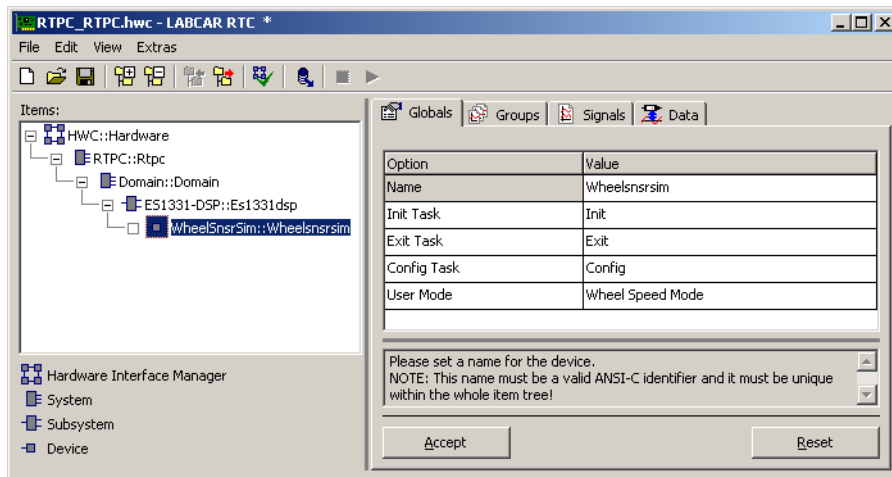 RTPC_RTPC.hwc - LABCAR RTC *
File Edit View Extras
Items:
HWC::Hardware
RTPC::Rtpc
Domain::Domain
ES1331-DSP::Es1331dsp
WheelSnsrSim::Wheelsnsrsim
Hardware Interface Manager
System
Subsystem
Device
Globals Groups Signals Data
Option Value
Name Wheelsnsrsim
Init Task Init
Exit Task Exit
Config Task Config
User Mode Wheel Speed Mode
Please set a name for the device.
NOTE: This name must be a valid ANSI-C identifier and it must be unique
within the whole item tree!
Accept Reset